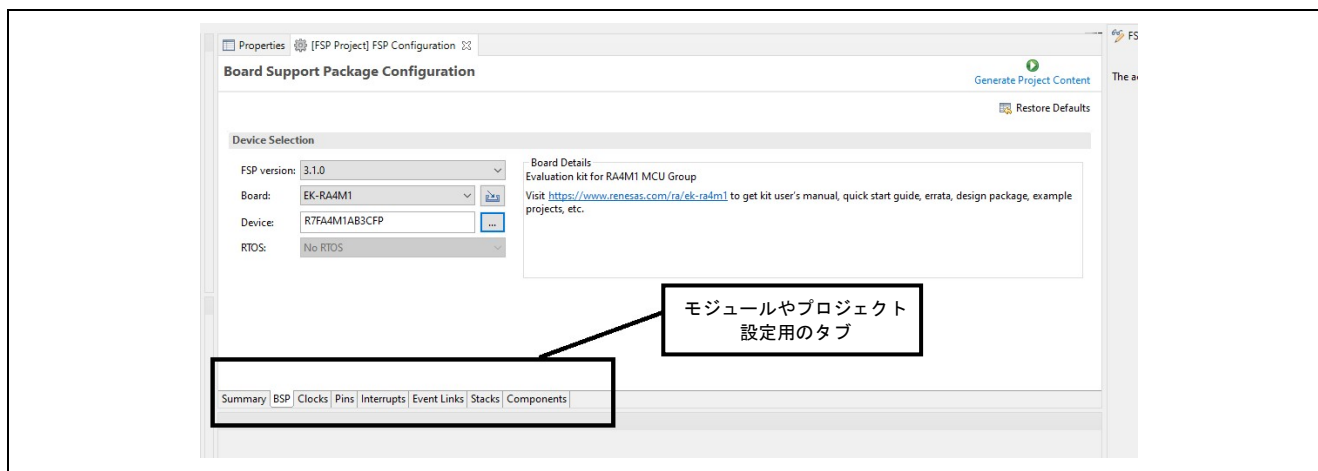 Properties [FSP Project] FSP Configuration
FS
Board Support Package Configuration
Generate Project Content
The a
Restore Defaults
Device Selection
FSP version: 3.1.0
Board: EK-RA4M1
Device: R7FA4M1AB3CFP
...
RTOS: No RTOS
Board Details
Evaluation kit for RA4M1 MCU Group
Visit https://www.renesas.com/ra/ek-ra4m1 to get kit user's manual, quick start guide, errata, design package, example
projects, etc.
モジュールやプロジェクト
設定用のタブ
Summary BSP Clocks Pins Interrupts Event Links Stacks Components